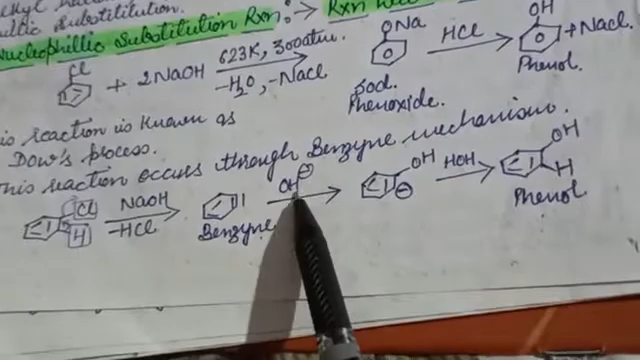 Substitution.
Nucleophillic Substitution Rxn:→ Rxn
Cl + 2NaOH 623K, 300atm. -H₂O, -NaCl ONa HCl OH + NaCl.
Sod. Phenoxide. Phenol.
is reaction is known as
Dow's process.
This reaction occurs through Benzyne mechanism.
Cl H NaOH -HCl OH⊖ OH ⊖ HOH OH H
Benzyne Phenol